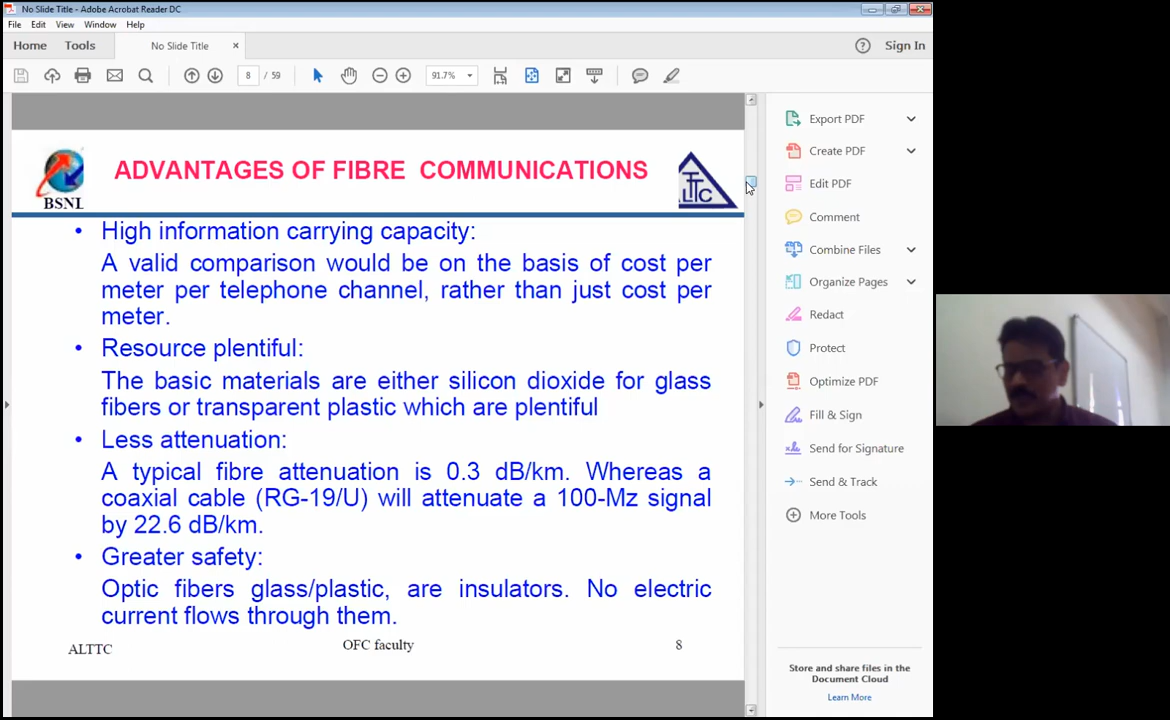 No Slide Title - Adobe Acrobat Reader DC
File Edit View Window Help
Home Tools No Slide Title × Sign In
8 / 59 91.7%
ADVANTAGES OF FIBRE COMMUNICATIONS
BSNL
LTTC
• High information carrying capacity:
A valid comparison would be on the basis of cost per
meter per telephone channel, rather than just cost per
meter.
• Resource plentiful:
The basic materials are either silicon dioxide for glass
fibers or transparent plastic which are plentiful
• Less attenuation:
A typical fibre attenuation is 0.3 dB/km. Whereas a
coaxial cable (RG-19/U) will attenuate a 100-Mz signal
by 22.6 dB/km.
• Greater safety:
Optic fibers glass/plastic, are insulators. No electric
current flows through them.
ALTTC OFC faculty 8
Export PDF
Create PDF
Edit PDF
Comment
Combine Files
Organize Pages
Redact
Protect
Optimize PDF
Fill & Sign
Send for Signature
Send & Track
More Tools
Store and share files in the
Document Cloud
Learn More